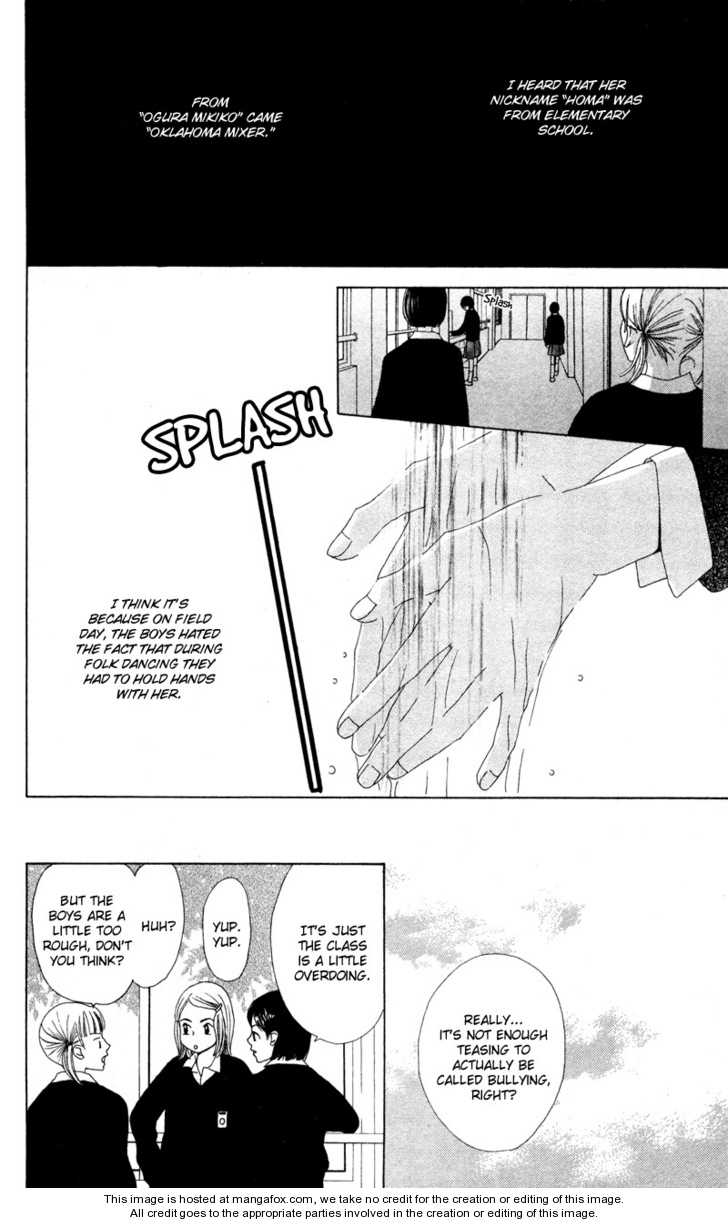 I HEARD THAT HER
NICKNAME "HOMA" WAS
FROM ELEMENTARY
SCHOOL.
FROM
"OGURA MIKIKO" CAME
"OKLAHOMA MIXER."
Splash
SPLASH
I THINK IT'S
BECAUSE ON FIELD
DAY, THE BOYS HATED
THE FACT THAT DURING
FOLK DANCING THEY
HAD TO HOLD HANDS
WITH HER.
REALLY...
IT'S NOT ENOUGH
TEASING TO
ACTUALLY BE
CALLED BULLYING,
RIGHT?
IT'S JUST
THE CLASS
IS A LITTLE
OVERDOING.
YUP.
YUP.
HUH?
BUT THE
BOYS ARE A
LITTLE TOO
ROUGH, DON'T
YOU THINK?
This image is hosted at mangafox.com, we take no credit for the creation or editing of this image.
All credit goes to the appropriate parties involved in the creation or editing of this image.